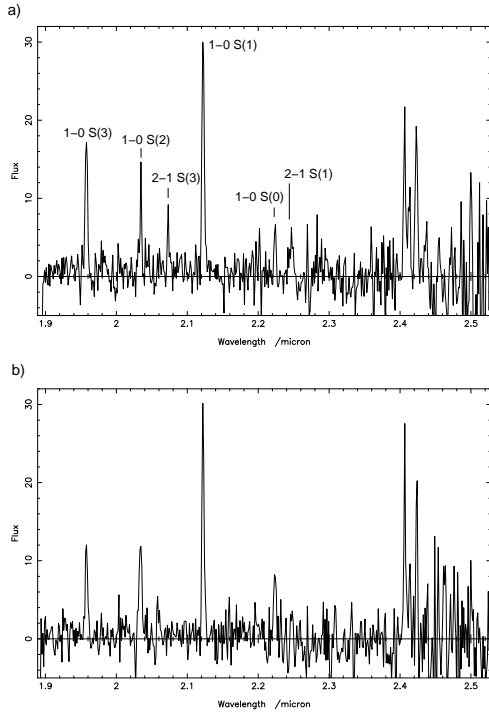 a)
30
20
10
0
Flux
1−0 S(3)
1−0 S(2)
2−1 S(3)
1−0 S(1)
1−0 S(0)
2−1 S(1)
1.9
2
2.1
2.2
2.3
2.4
2.5
Wavelength /micron
b)
30
20
10
0
Flux
1.9
2
2.1
2.2
2.3
2.4
2.5
Wavelength /micron